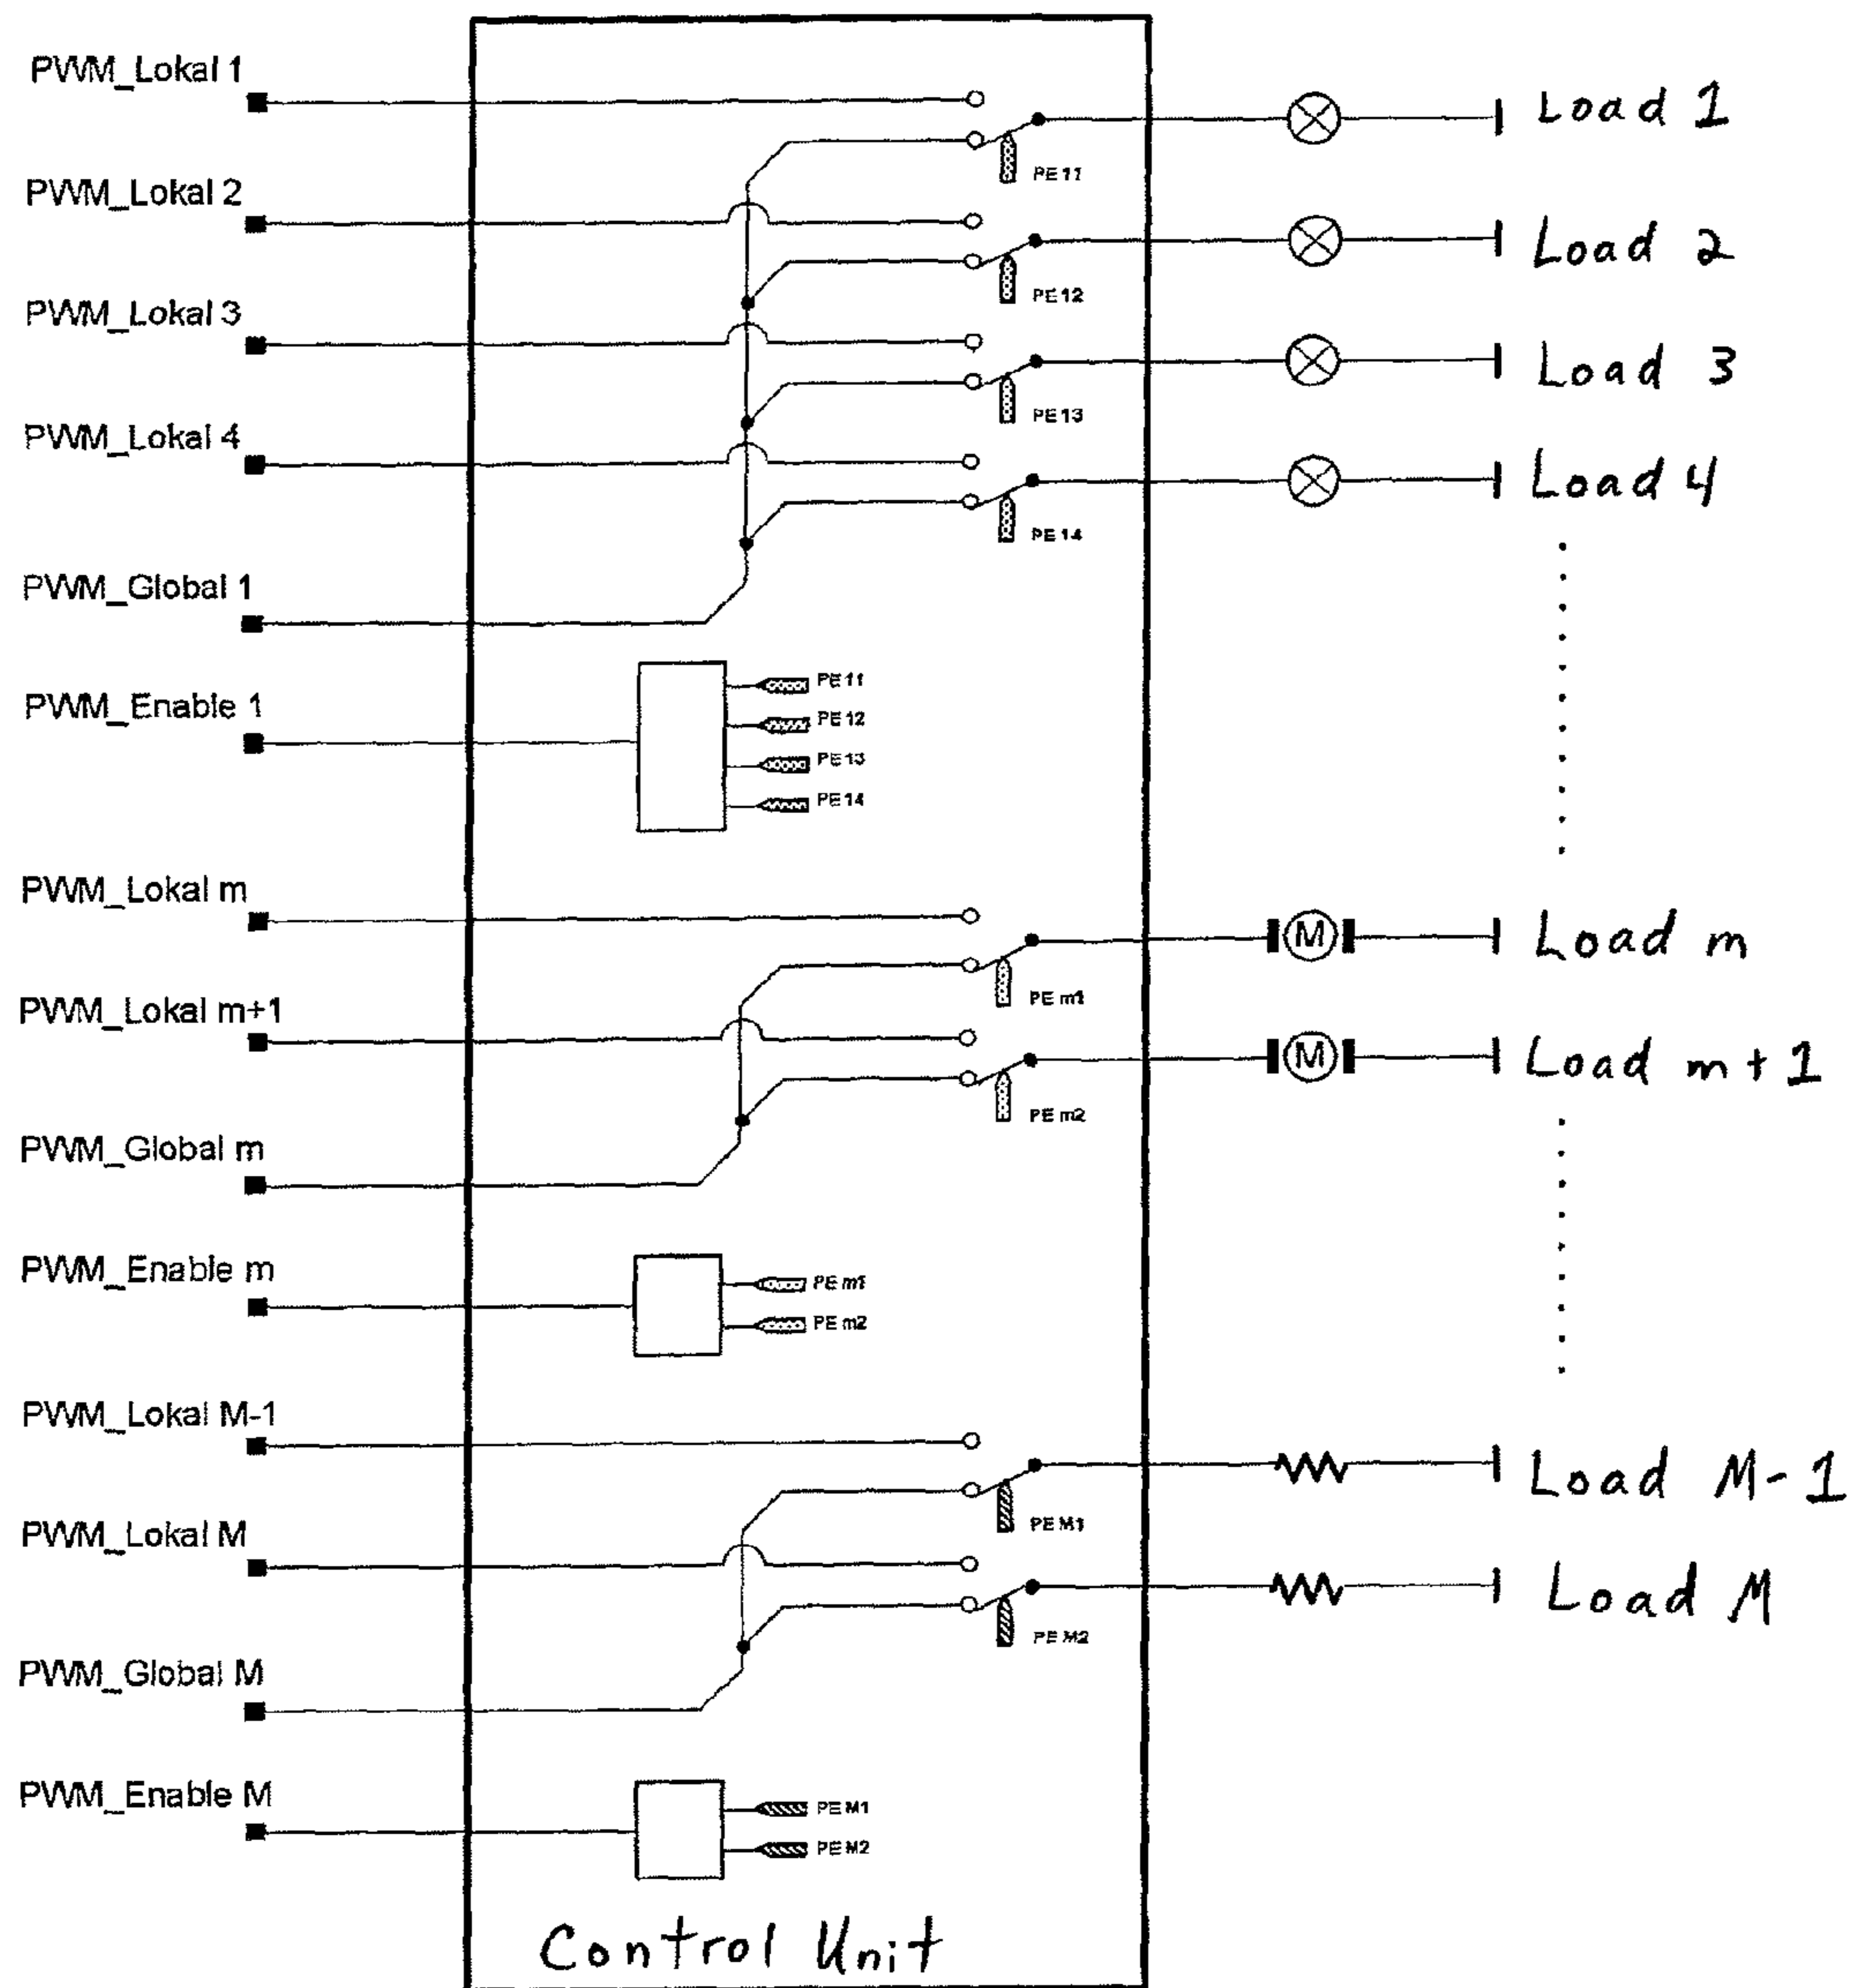 PWM_Lokal 1
Load 1
PE 11
PWM_Lokal 2
Load 2
PE 12
PWM_Lokal 3
Load 3
PE 13
PWM_Lokal 4
Load 4
PE 14
PWM_Global 1
PWM_Enable 1
PE 11
PE 12
PE 13
PE 14
PWM_Lokal m
M
Load m
PE m1
PWM_Lokal m+1
M
Load m+1
PE m2
PWM_Global m
PWM_Enable m
PE m1
PE m2
PWM_Lokal M-1
Load M-1
PE M1
PWM_Lokal M
Load M
PE M2
PWM_Global M
PWM_Enable M
PE M1
PE M2
Control Unit